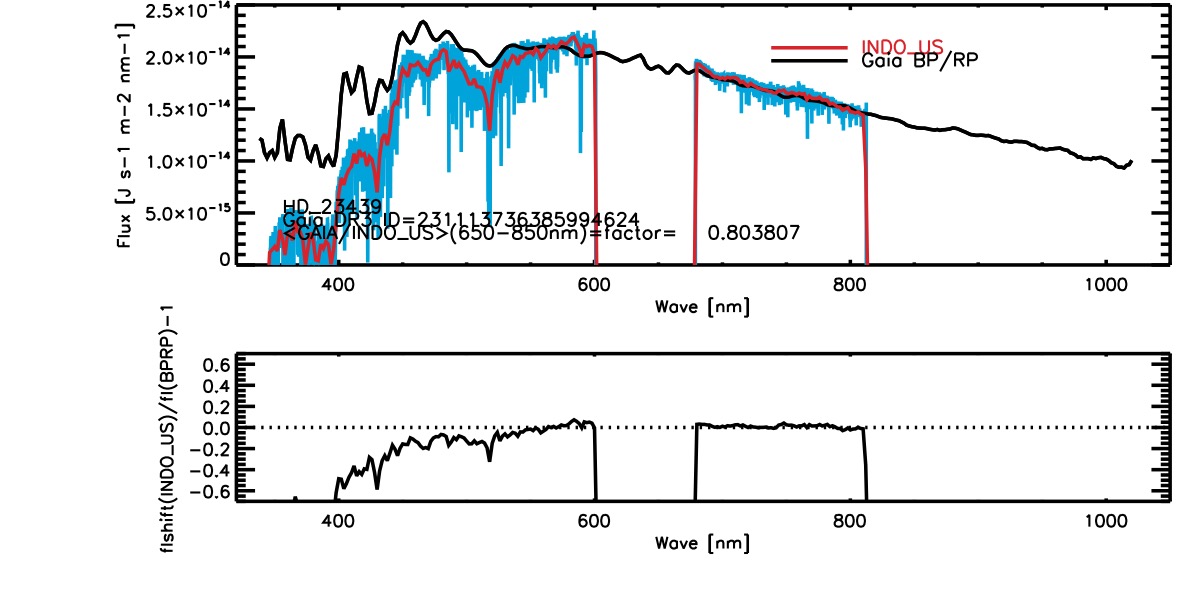 2.5×10⁻¹⁴
2.0×10⁻¹⁴
1.5×10⁻¹⁴
1.0×10⁻¹⁴
5.0×10⁻¹⁵
0
Flux [J s-1 m-2 nm-1]
INDO_US
Gaia BP/RP
HD_23439
Gaia DR3 ID=231113736385994624
<GAIA/INDO_US>(650-850nm)=factor= 0.803807
400 600 800 1000
Wave [nm]
0.6
0.4
0.2
0.0
-0.2
-0.4
-0.6
flshift(INDO_US)/fl(BPRP)-1
400 600 800 1000
Wave [nm]